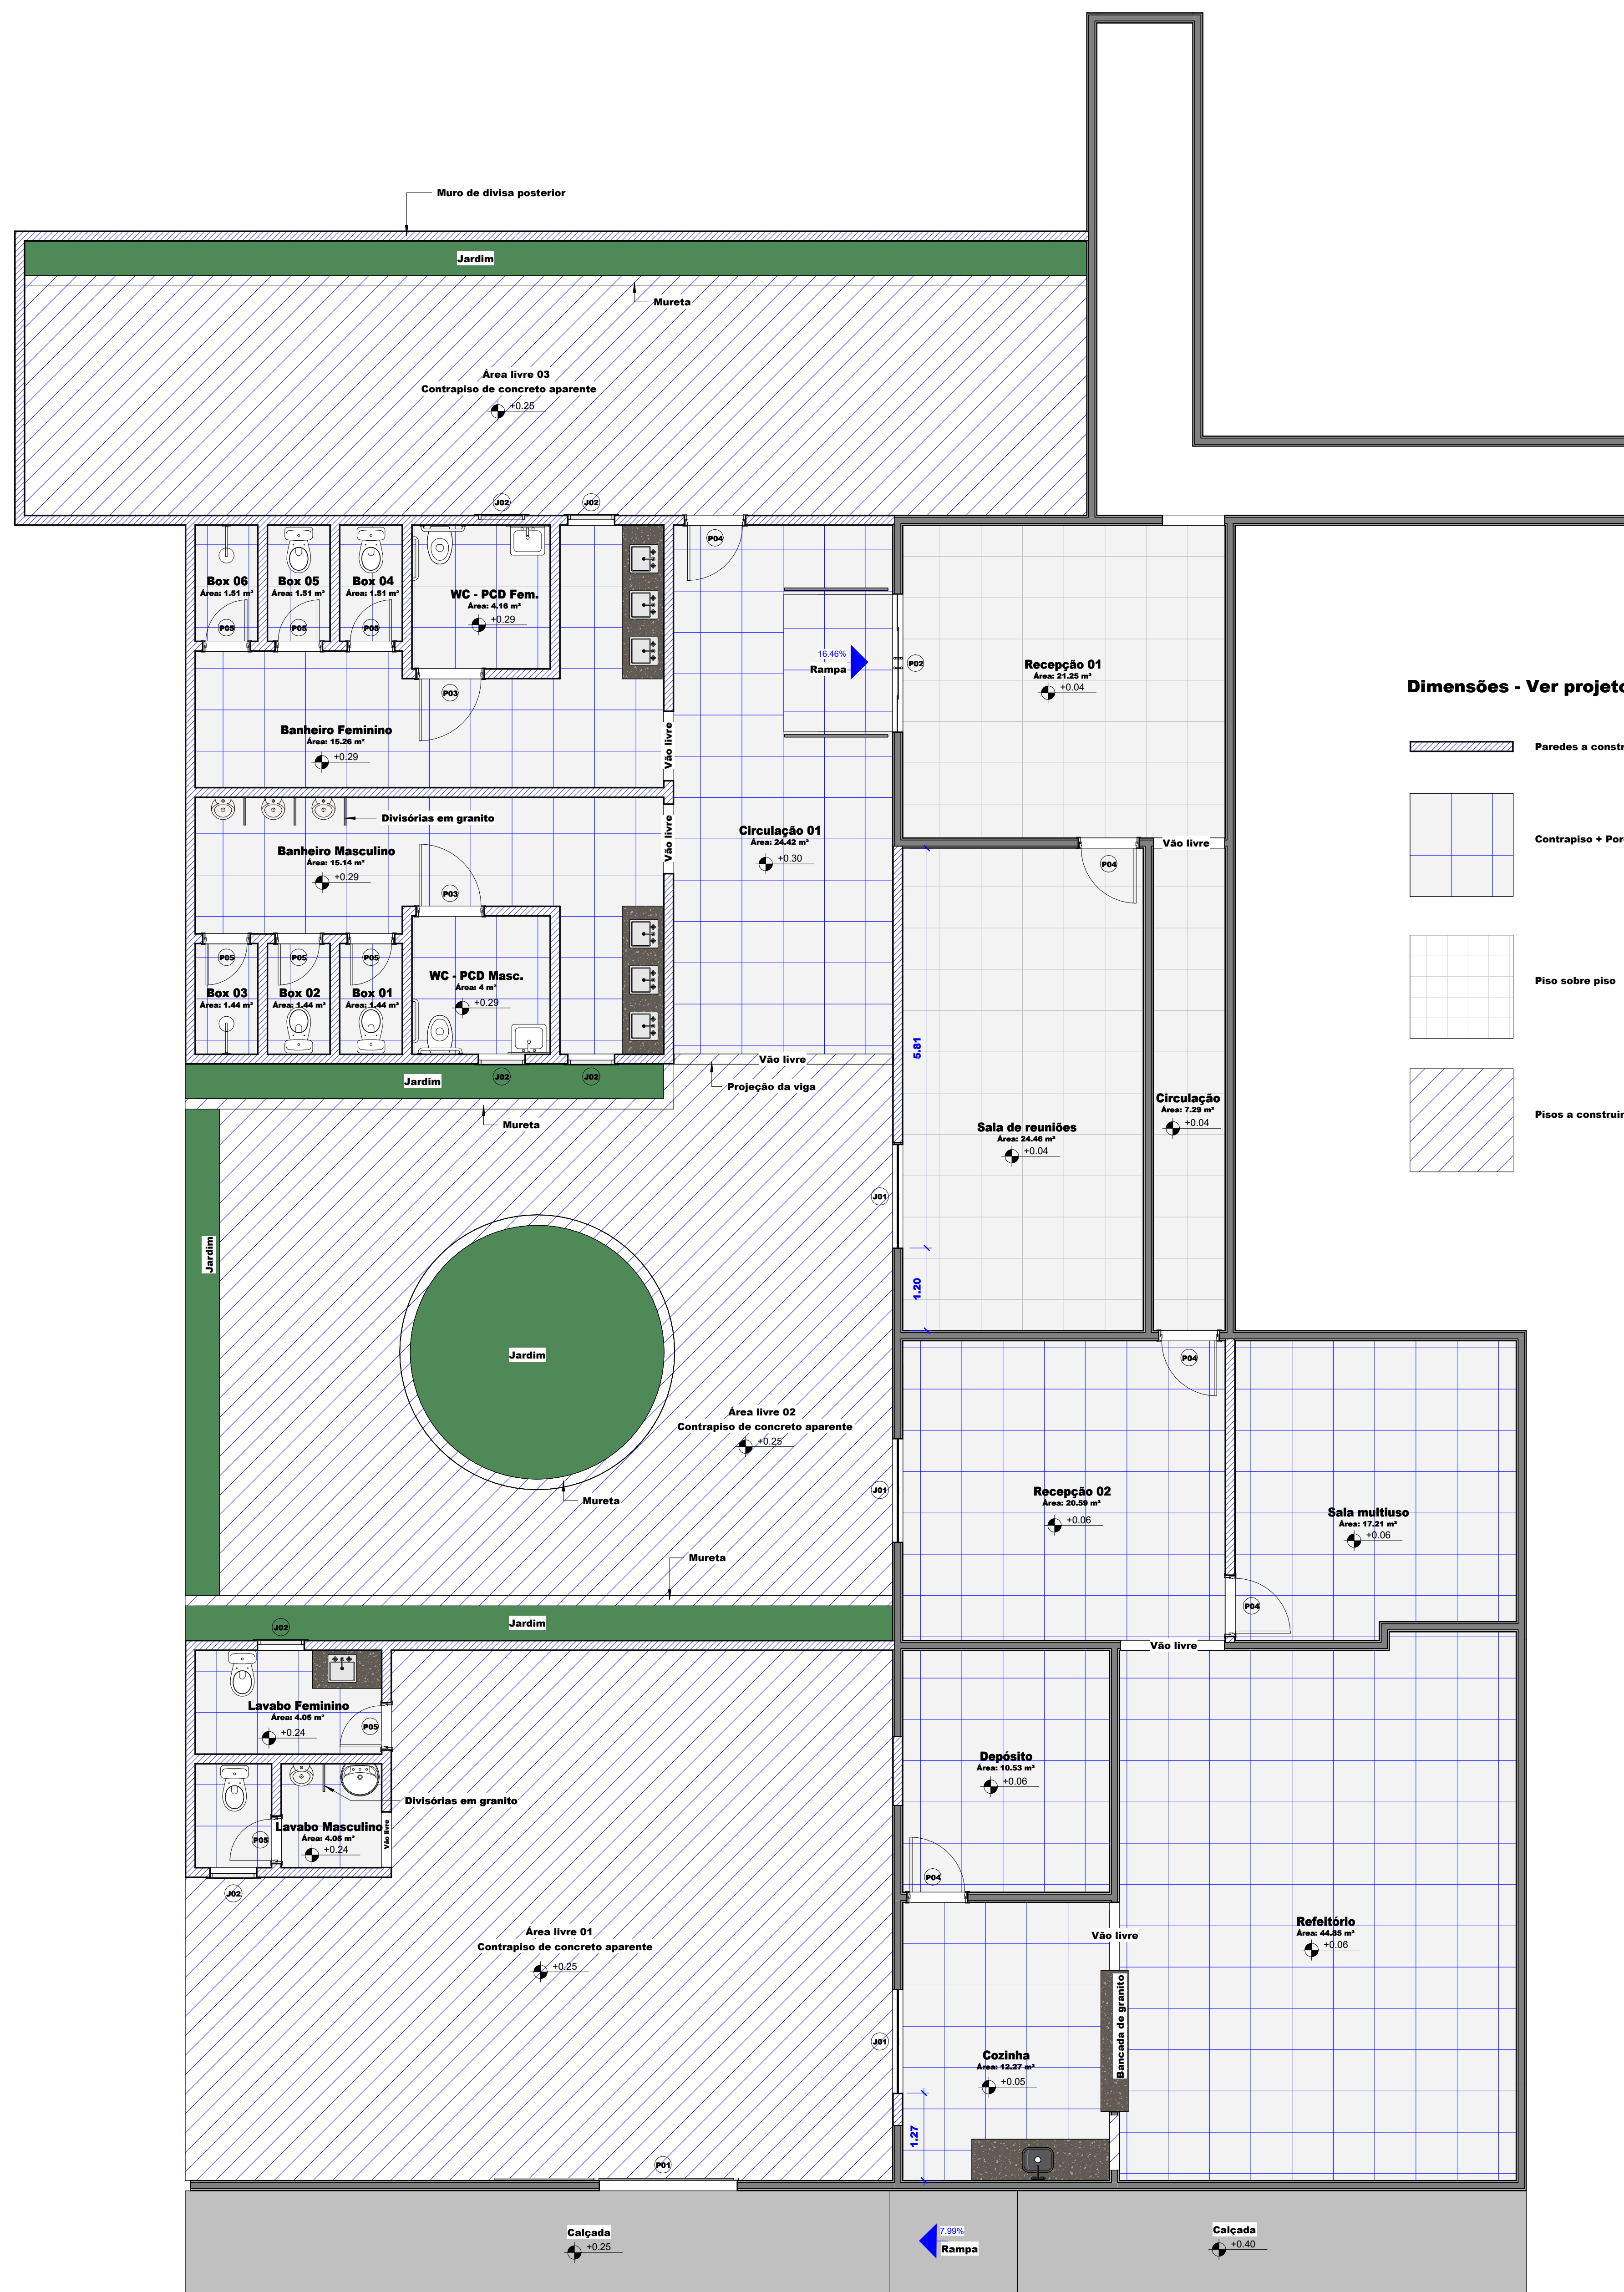 Muro de divisa posterior
Jardim
Mureta
Área livre 03
Contrapiso de concreto aparente
+0.25
J02
J02
P04
Box 06
Área: 1.51 m²
Box 05
Área: 1.51 m²
Box 04
Área: 1.51 m²
WC - PCD Fem.
Área: 4.16 m²
+0.29
P05
P05
P05
16.46%
Rampa
P02
Recepção 01
Área: 21.25 m²
+0.04
Dimensões - Ver projeto
P03
Banheiro Feminino
Área: 15.26 m²
+0.29
Vão livre
Paredes a constr
Divisórias em granito
Banheiro Masculino
Área: 15.14 m²
+0.29
Vão livre
Circulação 01
Área: 24.42 m²
+0.30
Vão livre
P04
Contrapiso + Por
P03
P05
P05
P05
Box 03
Área: 1.44 m²
Box 02
Área: 1.44 m²
Box 01
Área: 1.44 m²
WC - PCD Masc.
Área: 4 m²
+0.29
Piso sobre piso
5.81
Vão livre
J02
J02
Jardim
Projeção da viga
Mureta
Circulação
Área: 7.29 m²
+0.04
Sala de reuniões
Área: 24.46 m²
+0.04
Pisos a construir
J01
Jardim
1.20
Jardim
P04
Área livre 02
Contrapiso de concreto aparente
+0.25
Mureta
J01
Recepção 02
Área: 20.59 m²
+0.06
Sala multiuso
Área: 17.21 m²
+0.06
Mureta
P04
Jardim
J02
Vão livre
Lavabo Feminino
Área: 4.05 m²
+0.24
P05
Depósito
Área: 10.53 m²
+0.06
Divisórias em granito
Lavabo Masculino
Área: 4.05 m²
+0.24
P05
Vão livre
J02
P04
Área livre 01
Contrapiso de concreto aparente
+0.25
Vão livre
Refeitório
Área: 44.85 m²
+0.06
J01
Cozinha
Área: 12.27 m²
+0.05
Bancada de granito
1.27
P01
Calçada
+0.25
7.99%
Rampa
Calçada
+0.40